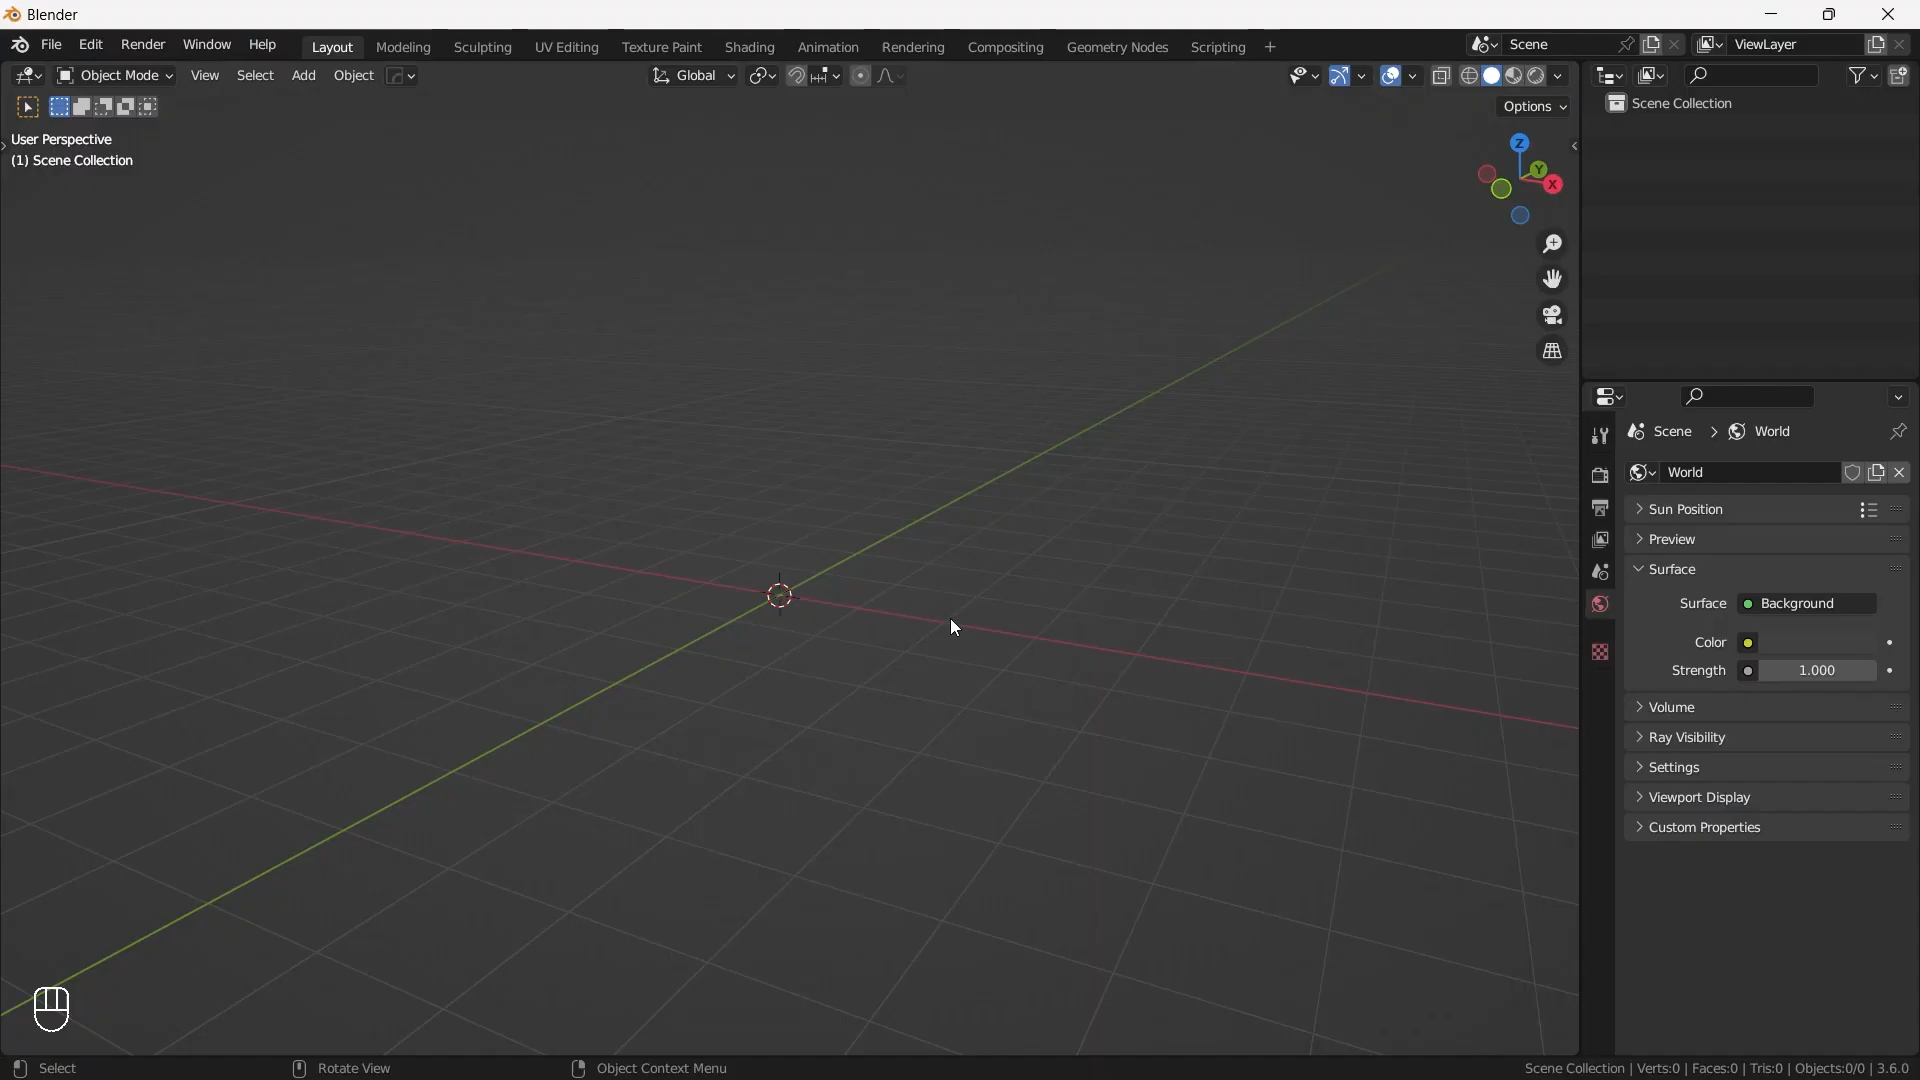 Blender
File Edit Render Window Help Layout Modeling Sculpting UV Editing Texture Paint Shading Animation Rendering Compositing Geometry Nodes Scripting + Scene ViewLayer
Object Mode View Select Add Object Global
Options
Scene Collection
User Perspective
(1) Scene Collection
Z
Y
X
Scene > World
World
Sun Position
Preview
Surface
Surface Background
Color
Strength 1.000
Volume
Ray Visibility
Settings
Viewport Display
Custom Properties
Select Rotate View Object Context Menu Scene Collection | Verts:0 | Faces:0 | Tris:0 | Objects:0/0 | 3.6.0